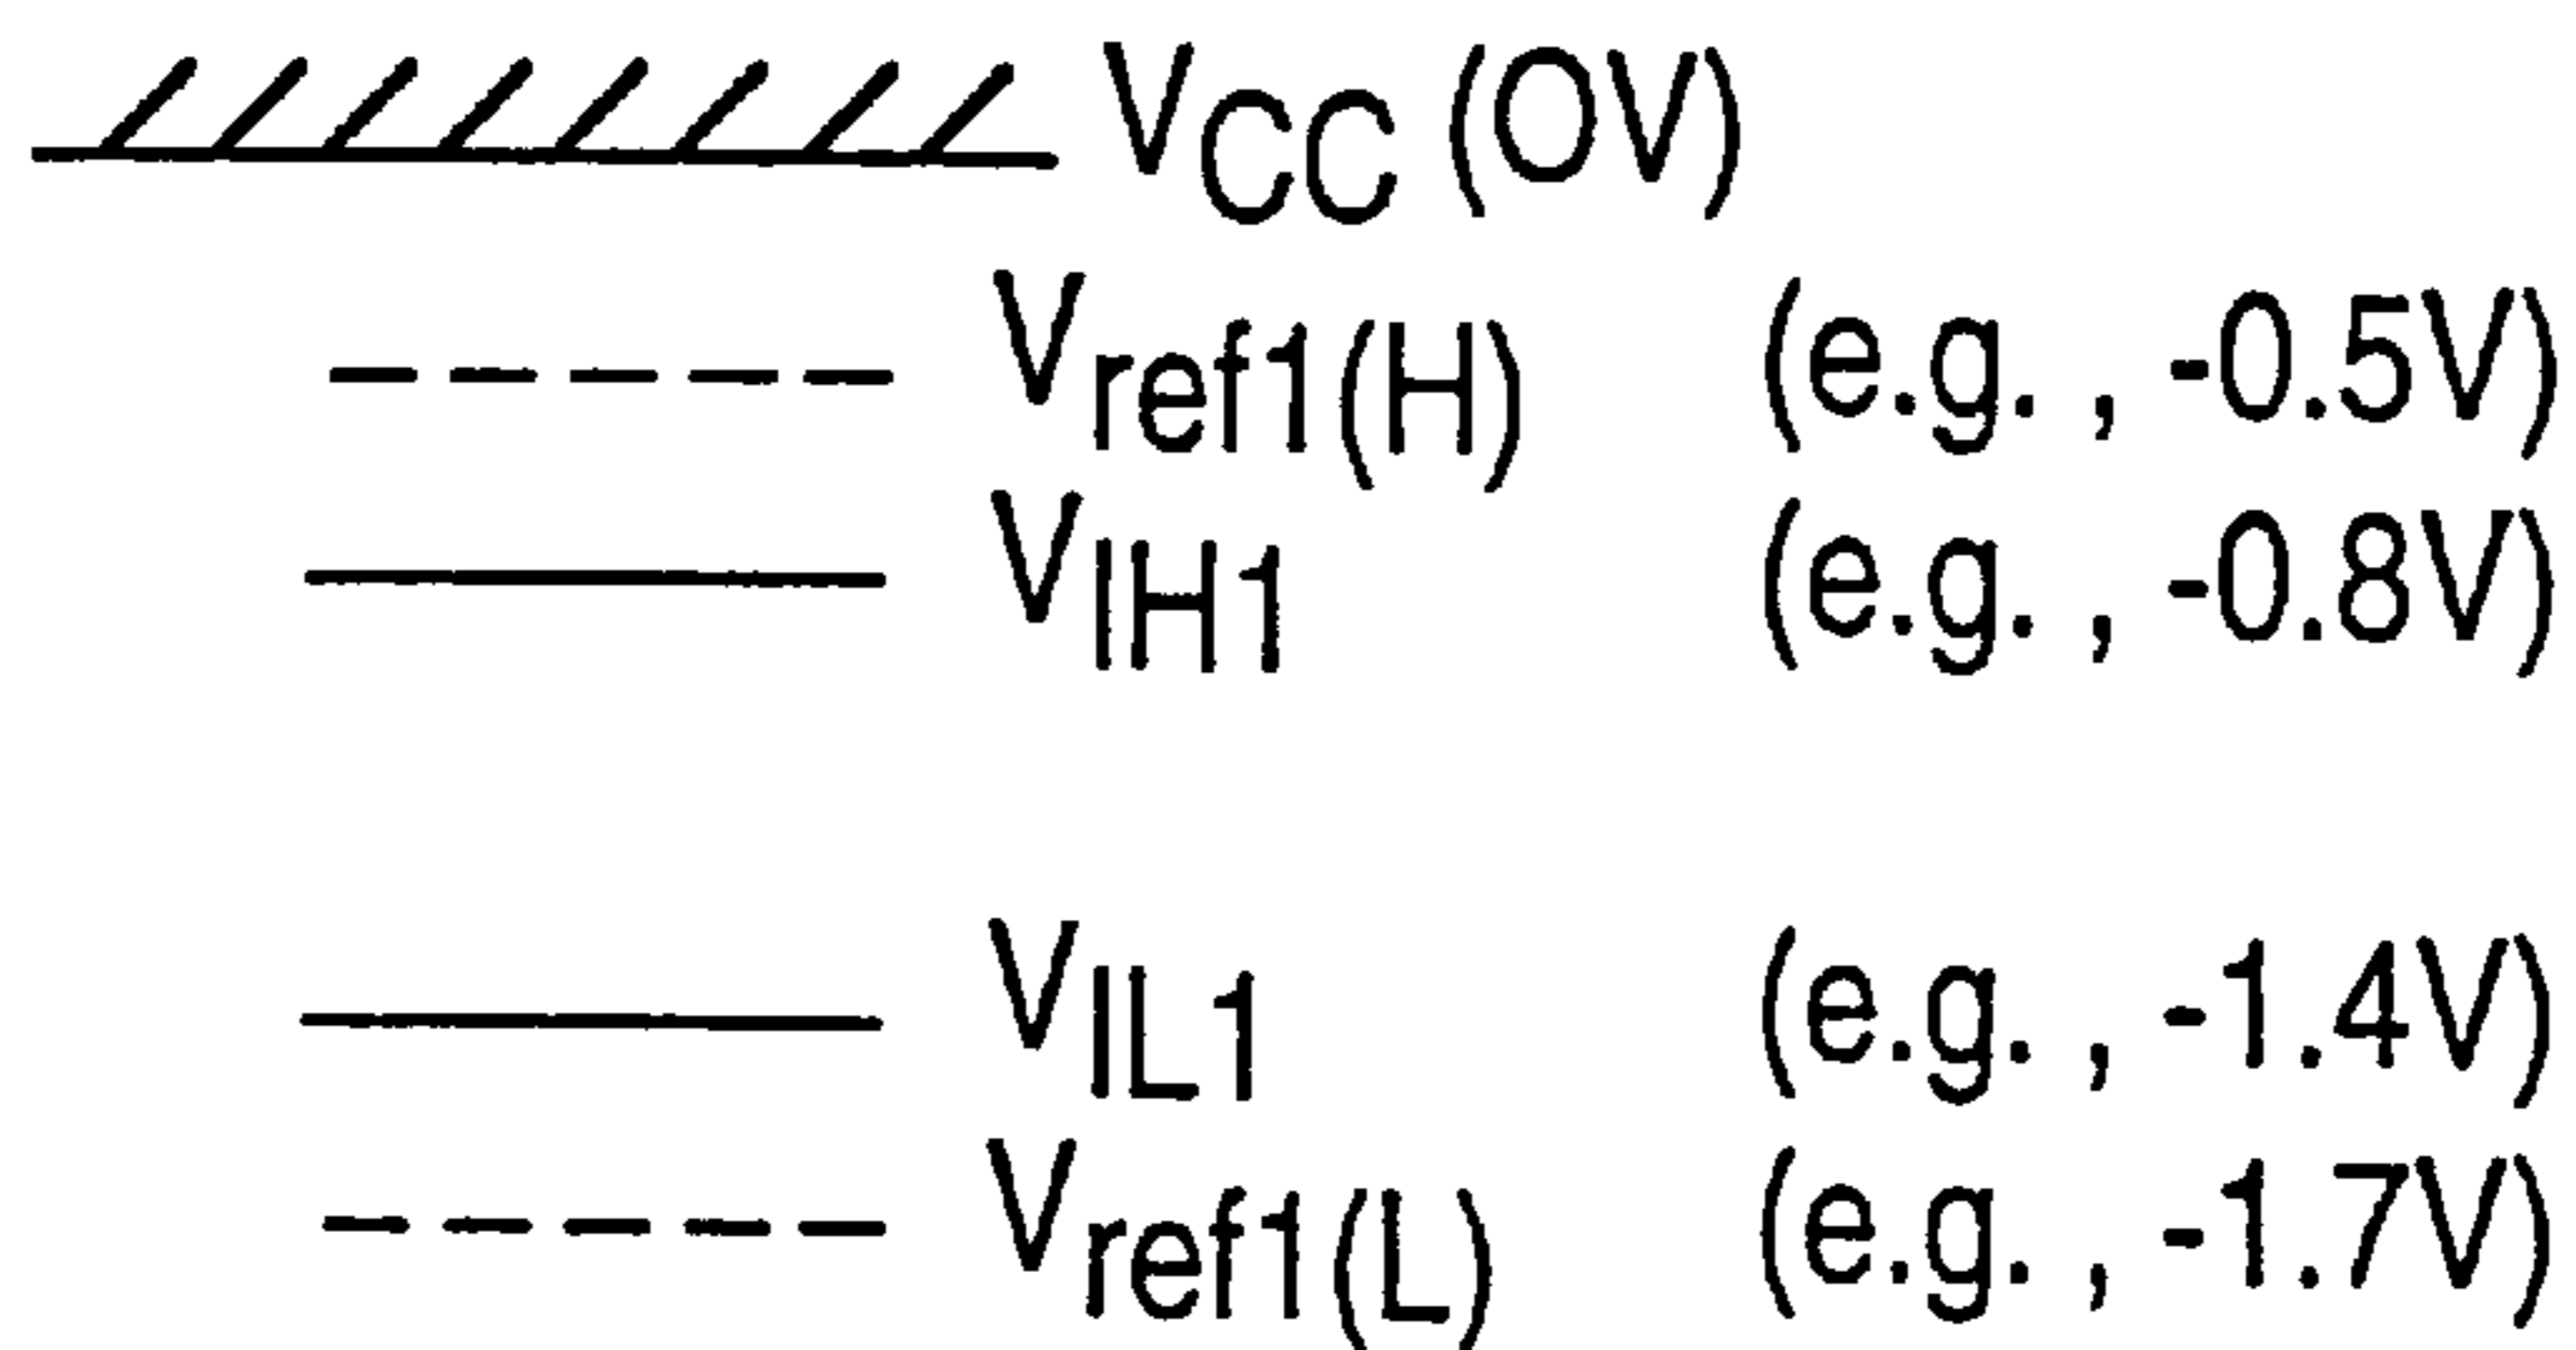 VCC (OV)
Vref1(H) (e.g. , -0.5V)
VIH1 (e.g. , -0.8V)
VIL1 (e.g. , -1.4V)
Vref1(L) (e.g. , -1.7V)